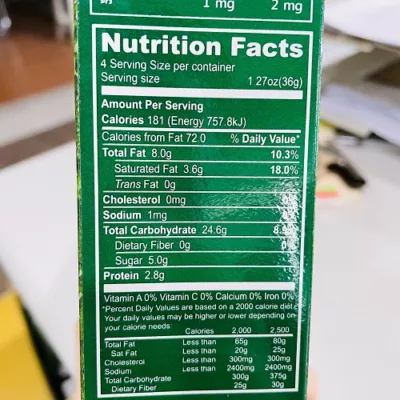 1 mg 2 mg
Nutrition Facts
4 Serving Size per container
Serving size 1.27oz(36g)
Amount Per Serving
Calories 181 (Energy 757.8kJ)
Calories from Fat 72.0 % Daily Value*
Total Fat 8.0g 10.3%
Saturated Fat 3.6g 18.0%
Trans Fat 0g
Cholesterol 0mg
Sodium 1mg
Total Carbohydrate 24.6g
Dietary Fiber 0g
Sugar 5.0g
Protein 2.8g
Vitamin A 0% Vitamin C 0% Calcium 0% Iron 0%
*Percent Daily Values are based on a 2000 calorie diet.
Your daily values may be higher or lower depending on
your calorie needs: Calories 2,000 2,500
Total Fat Less than 65g 80g
Sat Fat Less than 20g 25g
Cholesterol Less than 300mg 300mg
Sodium Less than 2400mg 2400mg
Total Carbohydrate 300g 375g
Dietary Fiber 25g 30g